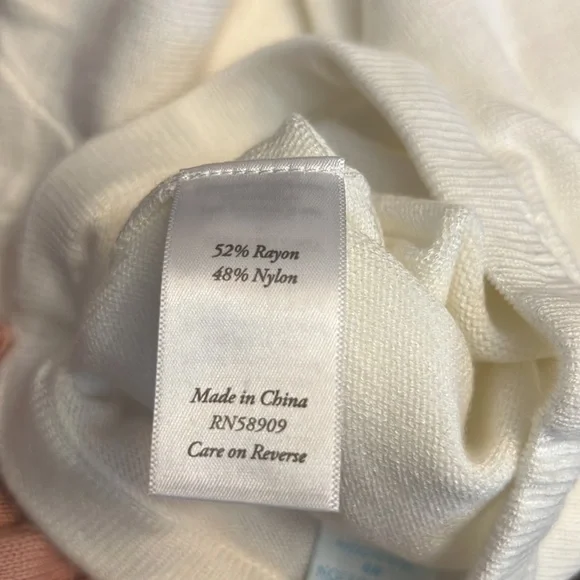 52% Rayon
48% Nylon
Made in China
RN58909
Care on Reverse